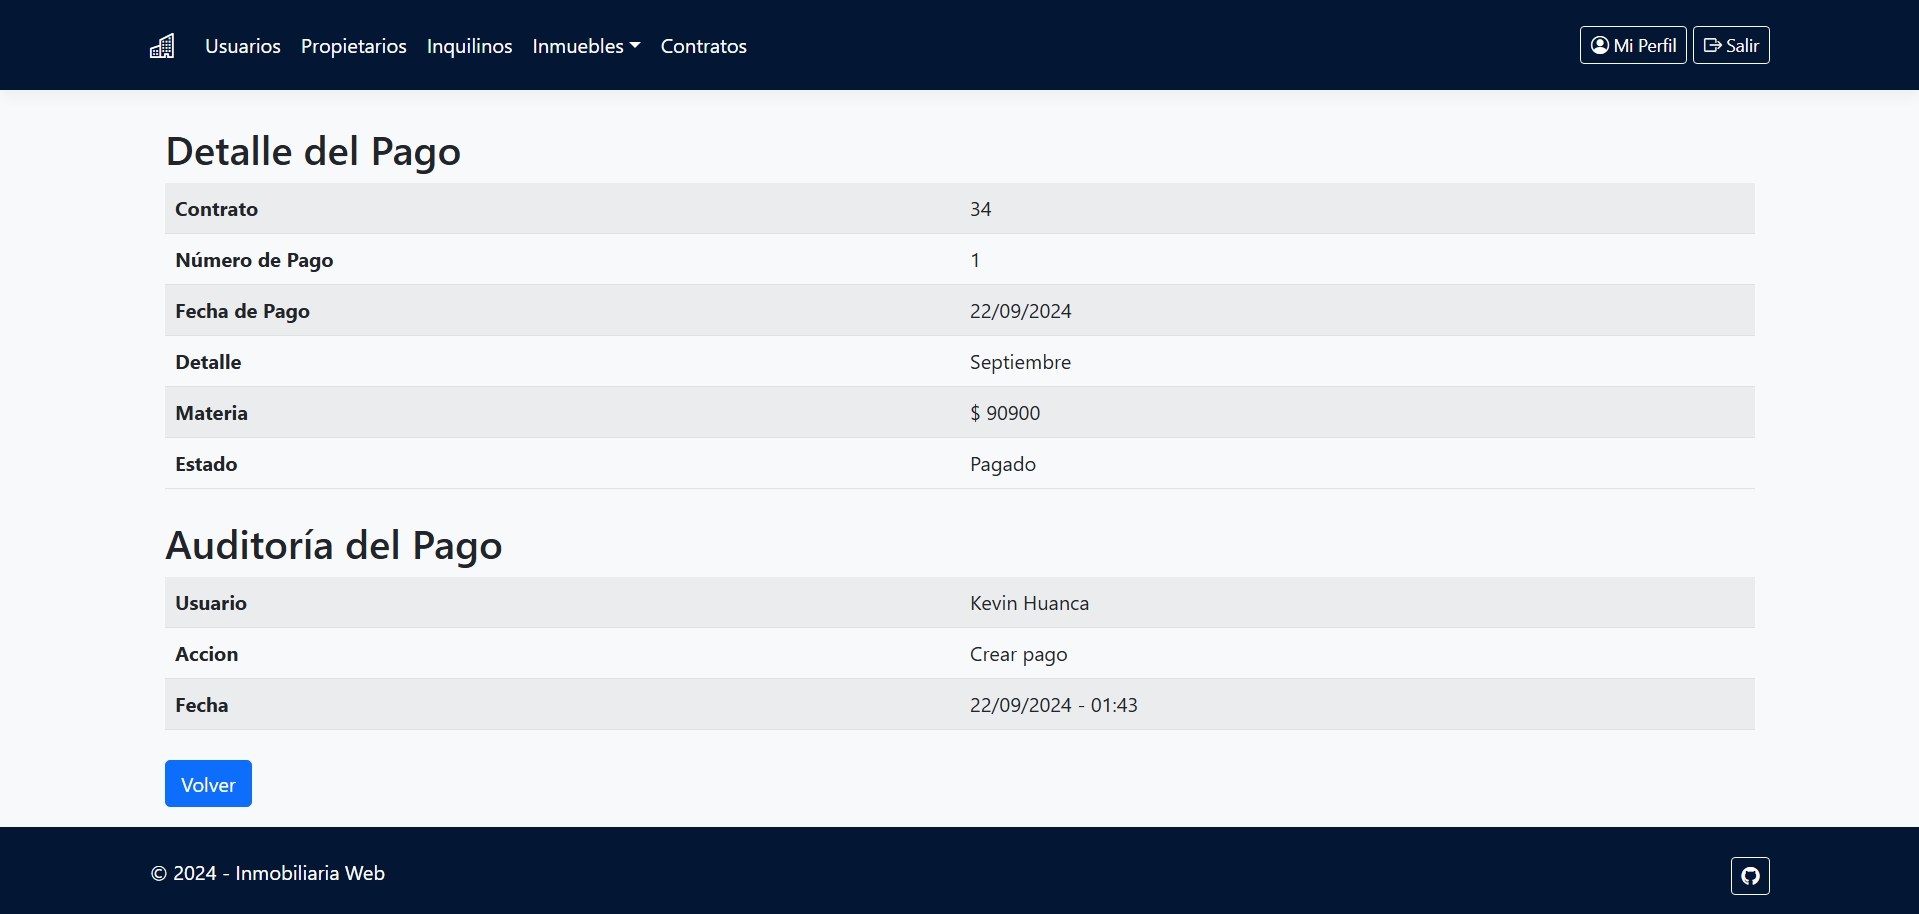 Usuarios Propietarios Inquilinos Inmuebles Contratos Mi Perfil Salir
Detalle del Pago
Contrato 34
Número de Pago 1
Fecha de Pago 22/09/2024
Detalle Septiembre
Materia $ 90900
Estado Pagado
Auditoría del Pago
Usuario Kevin Huanca
Accion Crear pago
Fecha 22/09/2024 - 01:43
Volver
© 2024 - Inmobiliaria Web